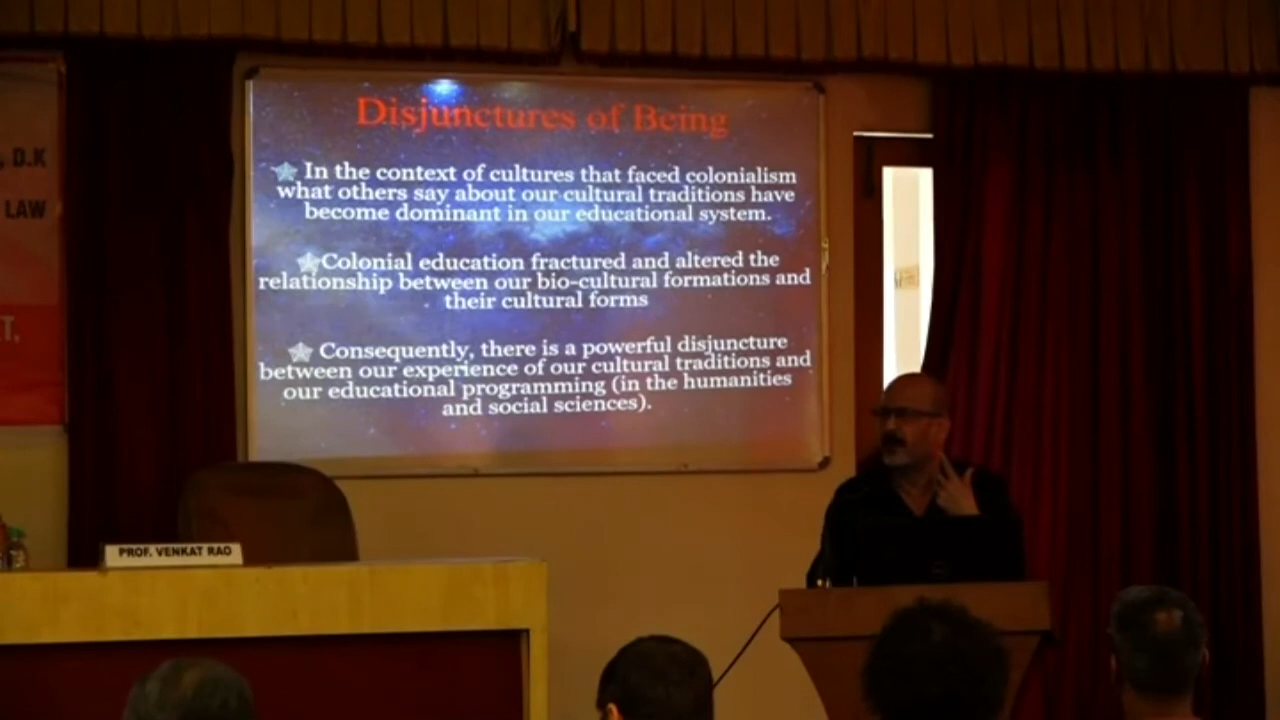 , D.K
LAW
ET,
Disjunctures of Being
In the context of cultures that faced colonialism
what others say about our cultural traditions have
become dominant in our educational system.
Colonial education fractured and altered the
relationship between our bio-cultural formations and
their cultural forms
Consequently, there is a powerful disjuncture
between our experience of our cultural traditions and
our educational programming (in the humanities
and social sciences).
PROF. VENKAT RAO